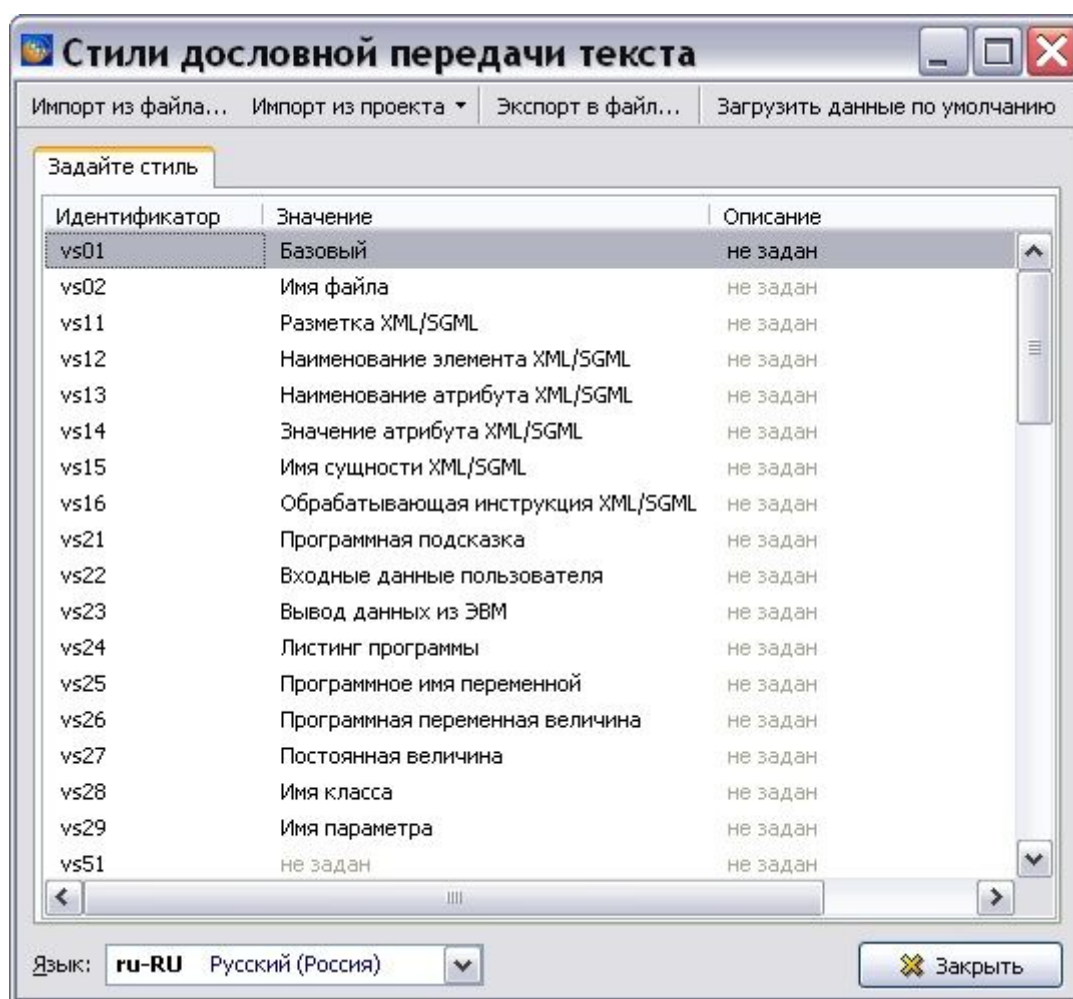 Стили дословной передачи текста
Импорт из файла... Импорт из проекта Экспорт в файл... Загрузить данные по умолчанию
Задайте стиль
Идентификатор Значение Описание
vs01 Базовый не задан
vs02 Имя файла не задан
vs11 Разметка XML/SGML не задан
vs12 Наименование элемента XML/SGML не задан
vs13 Наименование атрибута XML/SGML не задан
vs14 Значение атрибута XML/SGML не задан
vs15 Имя сущности XML/SGML не задан
vs16 Обрабатывающая инструкция XML/SGML не задан
vs21 Программная подсказка не задан
vs22 Входные данные пользователя не задан
vs23 Вывод данных из ЭВМ не задан
vs24 Листинг программы не задан
vs25 Программное имя переменной не задан
vs26 Программная переменная величина не задан
vs27 Постоянная величина не задан
vs28 Имя класса не задан
vs29 Имя параметра не задан
vs51 не задан не задан
Язык: ru-RU Русский (Россия) Закрыть